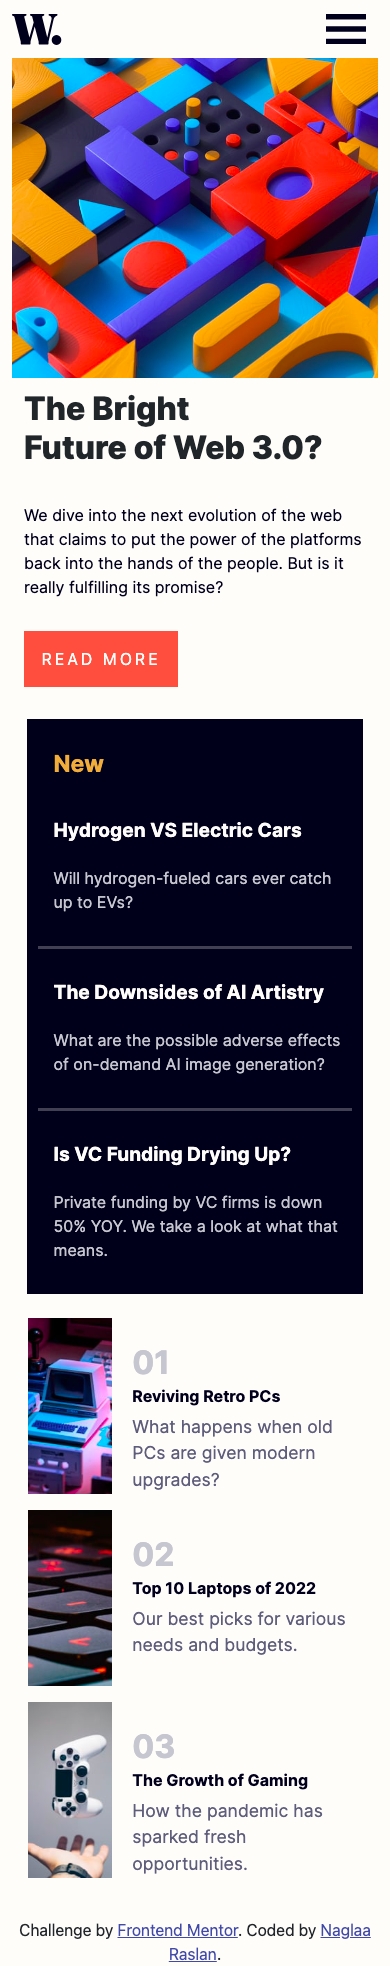 W.
The Bright
Future of Web 3.0?
We dive into the next evolution of the web
that claims to put the power of the platforms
back into the hands of the people. But is it
really fulfilling its promise?
READ MORE
New
Hydrogen VS Electric Cars
Will hydrogen-fueled cars ever catch
up to EVs?
The Downsides of AI Artistry
What are the possible adverse effects
of on-demand AI image generation?
Is VC Funding Drying Up?
Private funding by VC firms is down
50% YOY. We take a look at what that
means.
01
Reviving Retro PCs
What happens when old
PCs are given modern
upgrades?
02
Top 10 Laptops of 2022
Our best picks for various
needs and budgets.
03
The Growth of Gaming
How the pandemic has
sparked fresh
opportunities.
Challenge by Frontend Mentor. Coded by Naglaa
Raslan.